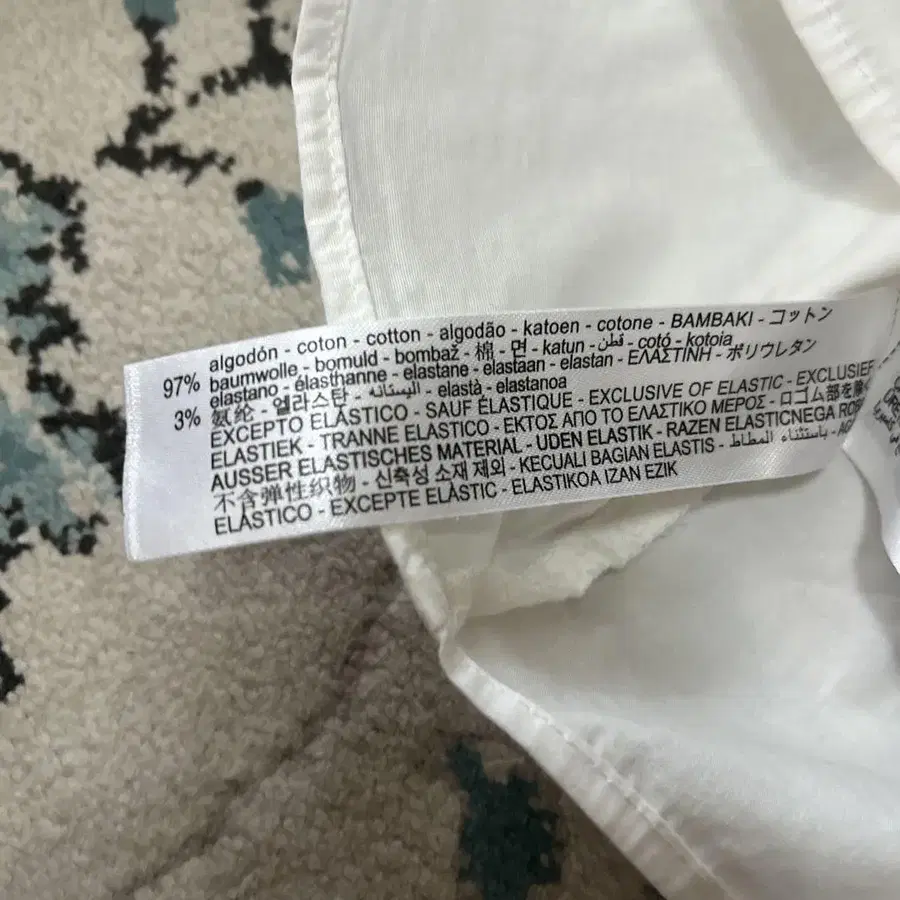 97% algodón - coton - cotton - algodão - katoen - cotone - ΒΑΜΒΑΚΙ - コットン
baumwolle - bomuld - bombaž - 棉 - 면 - katun - قطن - cotó - kotoia
3% elastano - élasthanne - elastane - elastaan - elastan - ΕΛΑΣΤΙΝΗ - ポリウレタン
氨纶 - 엘라스탄 - الیستانه - elastà - elastanoa
EXCEPTO ELÁSTICO - SAUF ÉLASTIQUE - EXCLUSIVE OF ELASTIC - EXCLUSIEF
ELASTIEK - TRANNE ELASTICO - ΕΚΤΟΣ ΑΠΟ ΤΟ ΕΛΑΣΤΙΚΟ ΜΕΡΟΣ - ロゴム部を除く
AUSSER ELASTISCHES MATERIAL - UDEN ELASTIK - RAZEN ELASTICNEGA ROB
不含弹性织物 - 신축성 소재 제외 - KECUALI BAGIAN ELASTIS - باستثناء المطاط -
ELÀSTICO - EXCEPTE ELÀSTIC - ELASTIKOA IZAN EZIK